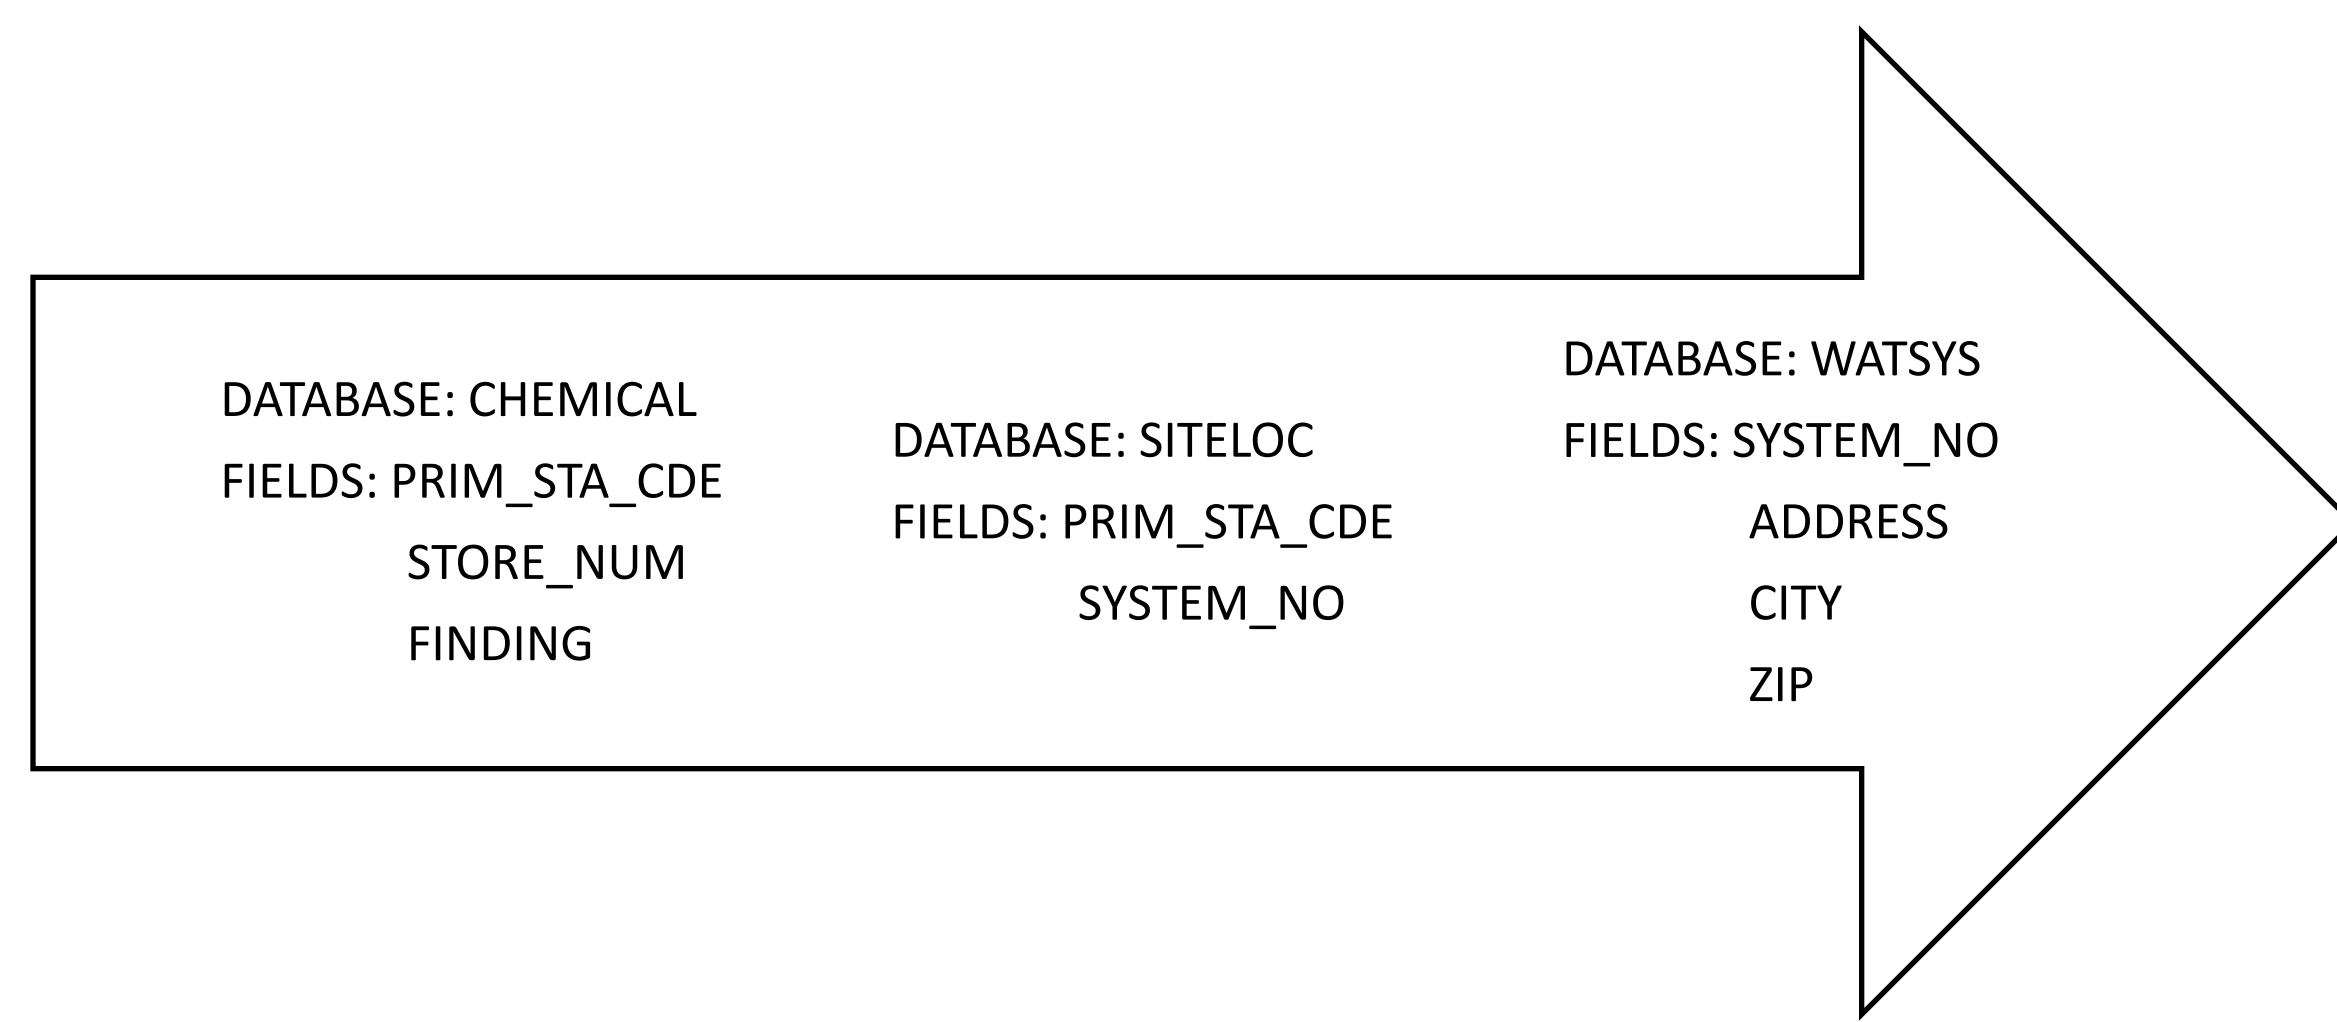 DATABASE: CHEMICAL
FIELDS: PRIM_STA_CDE
STORE_NUM
FINDING
DATABASE: SITELOC
FIELDS: PRIM_STA_CDE
SYSTEM_NO
DATABASE: WATSYS
FIELDS: SYSTEM_NO
ADDRESS
CITY
ZIP